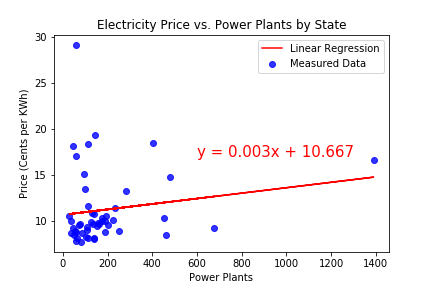 Electricity Price vs. Power Plants by State
Price (Cents per KWh)
30
25
20
15
10
Linear Regression
Measured Data
y = 0.003x + 10.667
0 200 400 600 800 1000 1200 1400
Power Plants